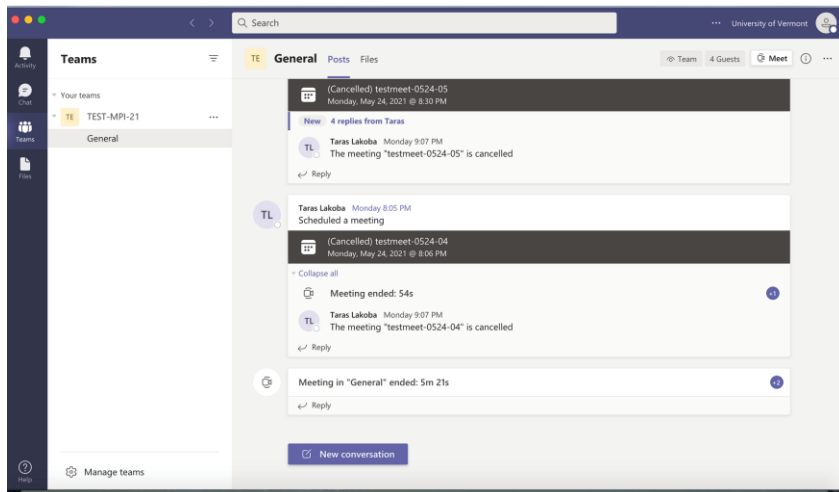 Search
University of Vermont
Activity
Chat
Teams
Files
Help
Teams
Your teams
TE TEST-MPI-21
General
Manage teams
TE General Posts Files
Team 4 Guests Meet
(Cancelled) testmeet-0524-05
Monday, May 24, 2021 @ 8:30 PM
New 4 replies from Taras
TL Taras Lakoba Monday 9:07 PM
The meeting "testmeet-0524-05" is cancelled
Reply
TL Taras Lakoba Monday 8:05 PM
Scheduled a meeting
(Cancelled) testmeet-0524-04
Monday, May 24, 2021 @ 8:06 PM
Collapse all
Meeting ended: 54s +1
TL Taras Lakoba Monday 9:07 PM
The meeting "testmeet-0524-04" is cancelled
Reply
Meeting in "General" ended: 5m 21s +2
Reply
New conversation